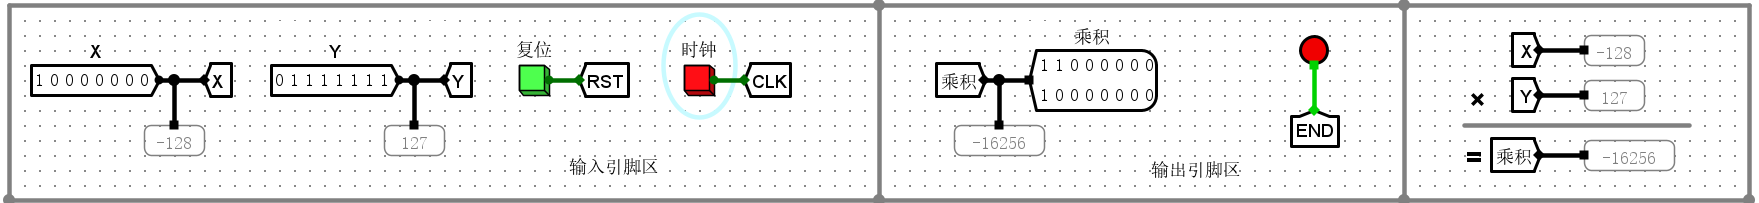 X
1 0 0 0 0 0 0 0
X
-128
Y
0 1 1 1 1 1 1 1
Y
127
复位
RST
时钟
CLK
输入引脚区
乘积
乘积
1 1 0 0 0 0 0 0
1 0 0 0 0 0 0 0
-16256
END
输出引脚区
X
-128
×
Y
127
=
乘积
-16256